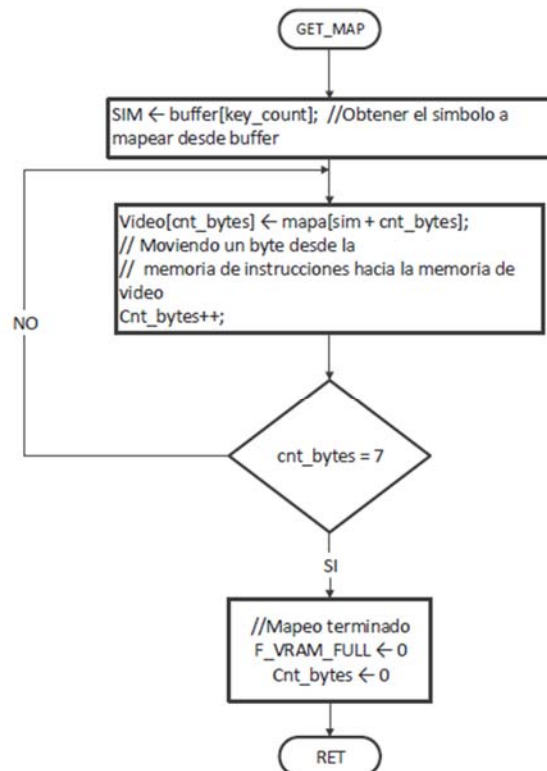 GET_MAP
SIM ← buffer[key_count]; //Obtener el simbolo a
mapear desde buffer
Video[cnt_bytes] ← mapa[sim + cnt_bytes];
// Moviendo un byte desde la
// memoria de instrucciones hacia la memoria de
video
Cnt_bytes++;
NO
cnt_bytes = 7
SI
//Mapeo terminado
F_VRAM_FULL ← 0
Cnt_bytes ← 0
RET